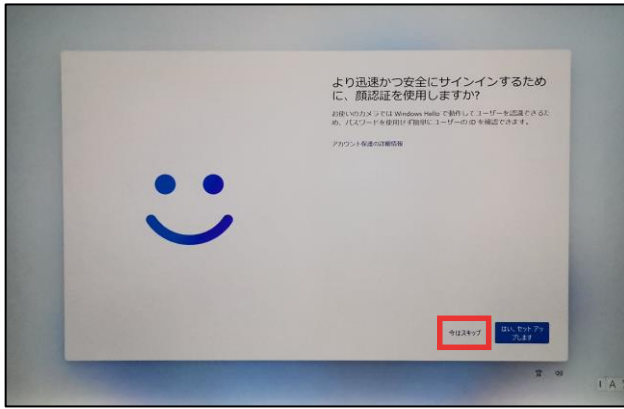 より迅速かつ安全にサインインするため
に、顔認証を使用しますか?
お使いのカメラでは Windows Hello で動作してユーザーを認識できるた
め、パスワードを使用せず簡単にユーザーの ID を確認できます。
アカウント保護の詳細情報
今はスキップ
はい、セット アッ
プします